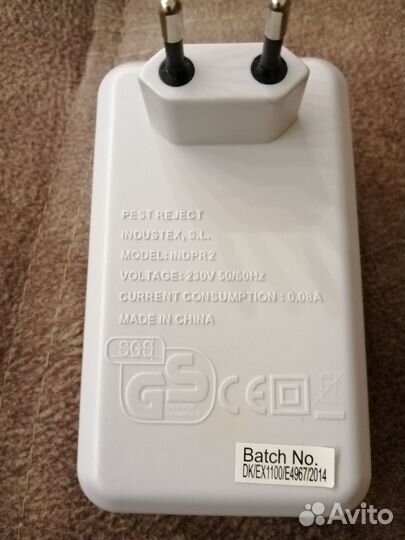 PEST REJECT
INDUSTEX, S.L.
MODEL: INDPR2
VOLTAGE: 230V 50/60Hz
CURRENT CONSUMPTION : 0.08A
MADE IN CHINA
SGS
GS
CE
Batch No.
DK/EX1100/E4967/2014
Avito